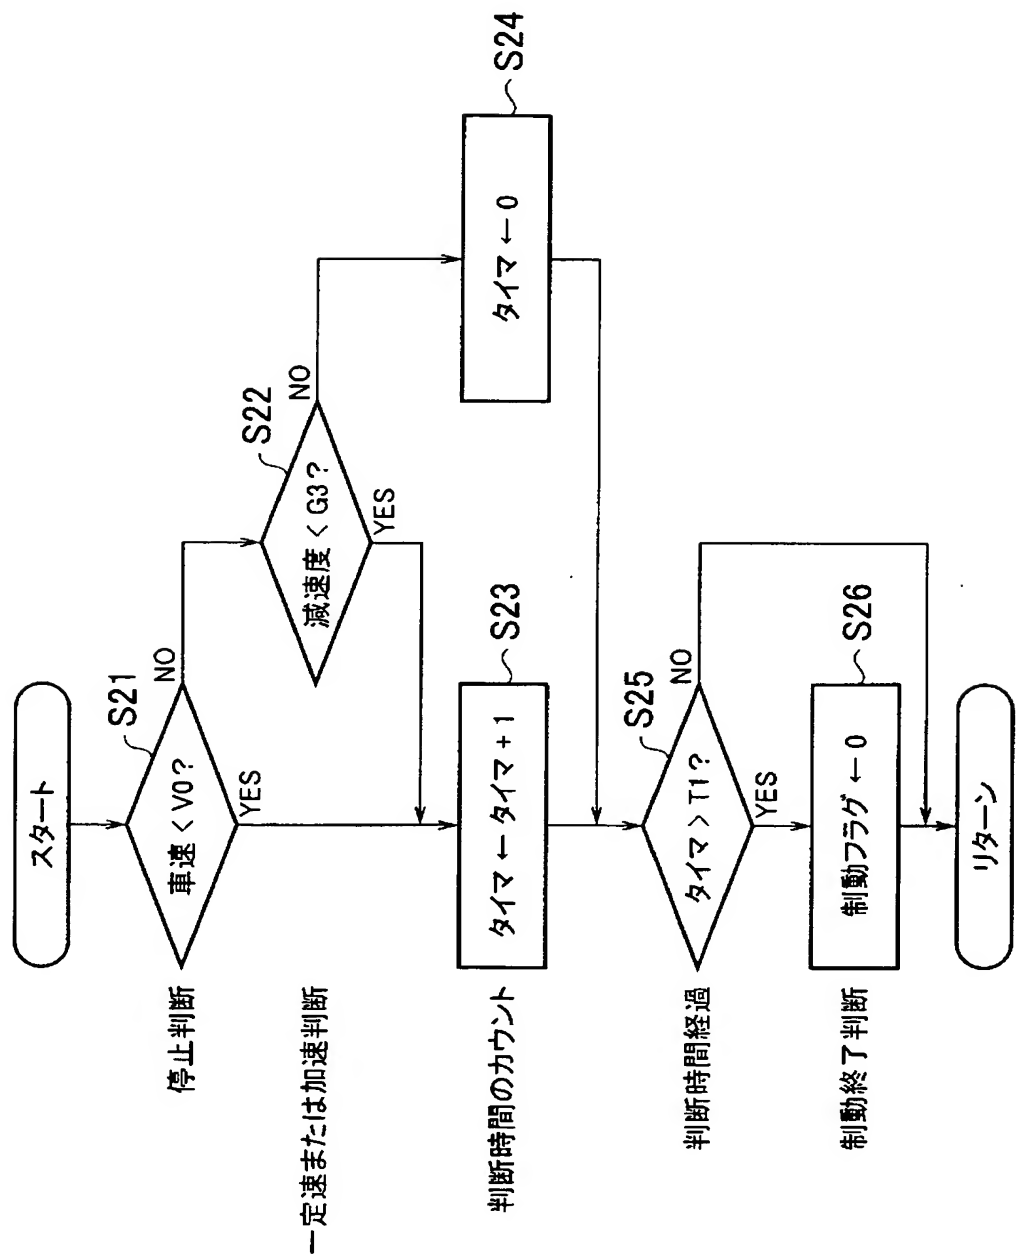 スタート
停止判断
車速 < V0?
S21
NO
YES
一定速または加速判断
減速度 < G3?
S22
NO
YES
判断時間のカウント
タイマ ← タイマ + 1
S23
タイマ ← 0
S24
判断時間経過
タイマ > T1?
S25
NO
YES
制動終了判断
制動フラグ ← 0
S26
リターン